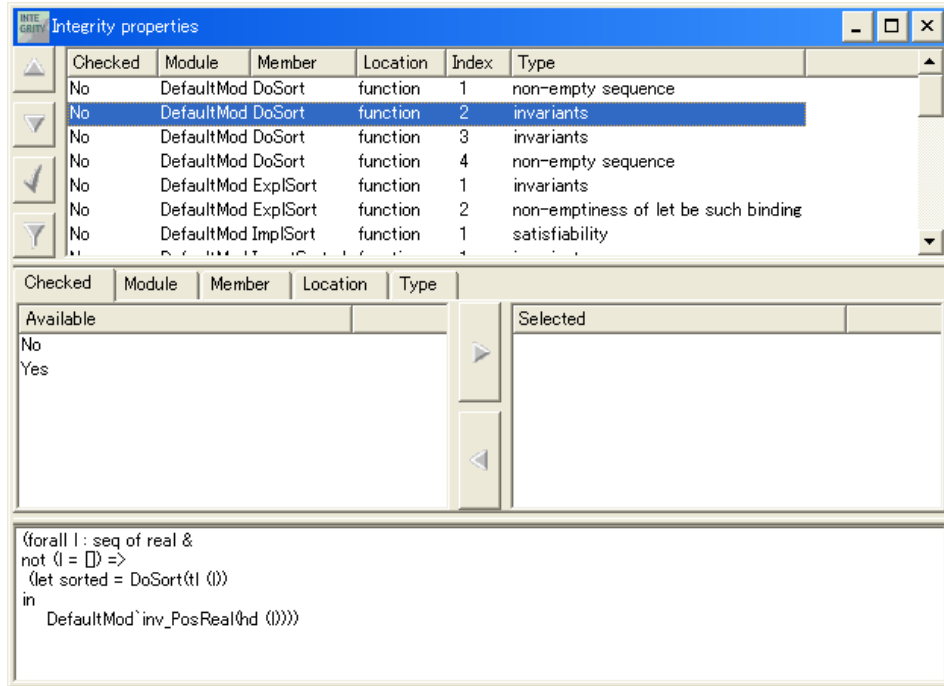 INTE
GRITY Integrity properties
Checked Module Member Location Index Type
No DefaultMod DoSort function 1 non-empty sequence
No DefaultMod DoSort function 2 invariants
No DefaultMod DoSort function 3 invariants
No DefaultMod DoSort function 4 non-empty sequence
No DefaultMod ExplSort function 1 invariants
No DefaultMod ExplSort function 2 non-emptiness of let be such binding
No DefaultMod ImplSort function 1 satisfiability
Checked Module Member Location Type
Available Selected
No
Yes
(forall l : seq of real &
not (l = []) =>
(let sorted = DoSort(tl (l))
in
DefaultMod`inv_PosReal(hd (l))))